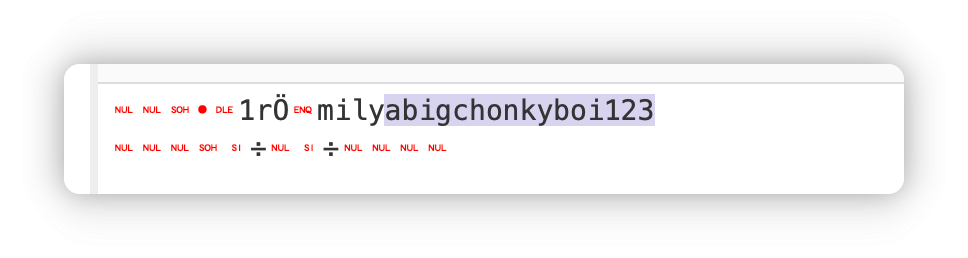 NUL NUL SOH • DLE 1rÖ ENQ milyabigchonkyboi123
NUL NUL NUL SOH SI ÷ NUL SI ÷ NUL NUL NUL NUL